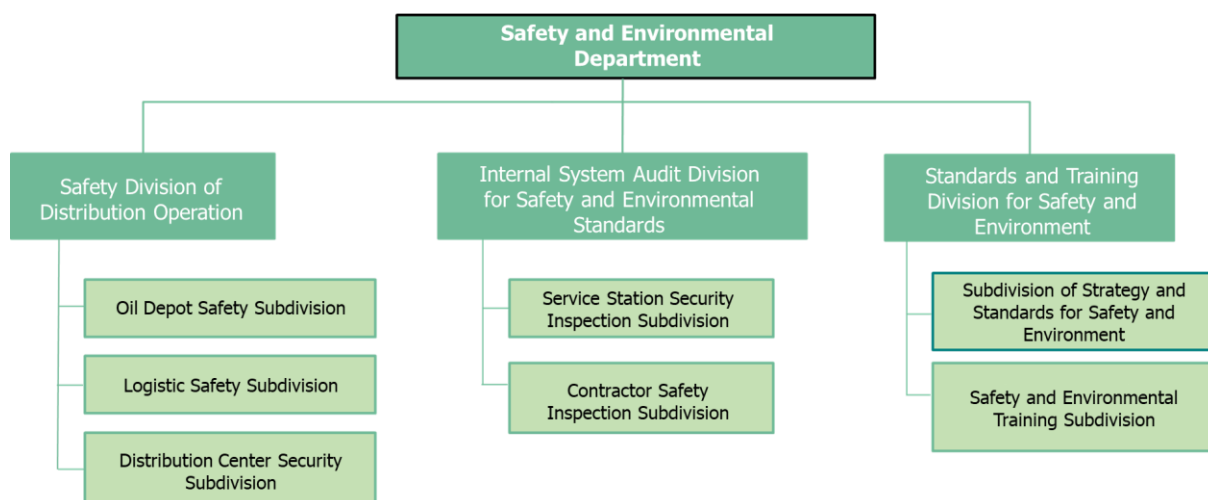 Safety and Environmental
Department
Safety Division of
Distribution Operation
Oil Depot Safety Subdivision
Logistic Safety Subdivision
Distribution Center Security
Subdivision
Internal System Audit Division
for Safety and Environmental
Standards
Service Station Security
Inspection Subdivision
Contractor Safety
Inspection Subdivision
Standards and Training
Division for Safety and
Environment
Subdivision of Strategy and
Standards for Safety and
Environment
Safety and Environmental
Training Subdivision